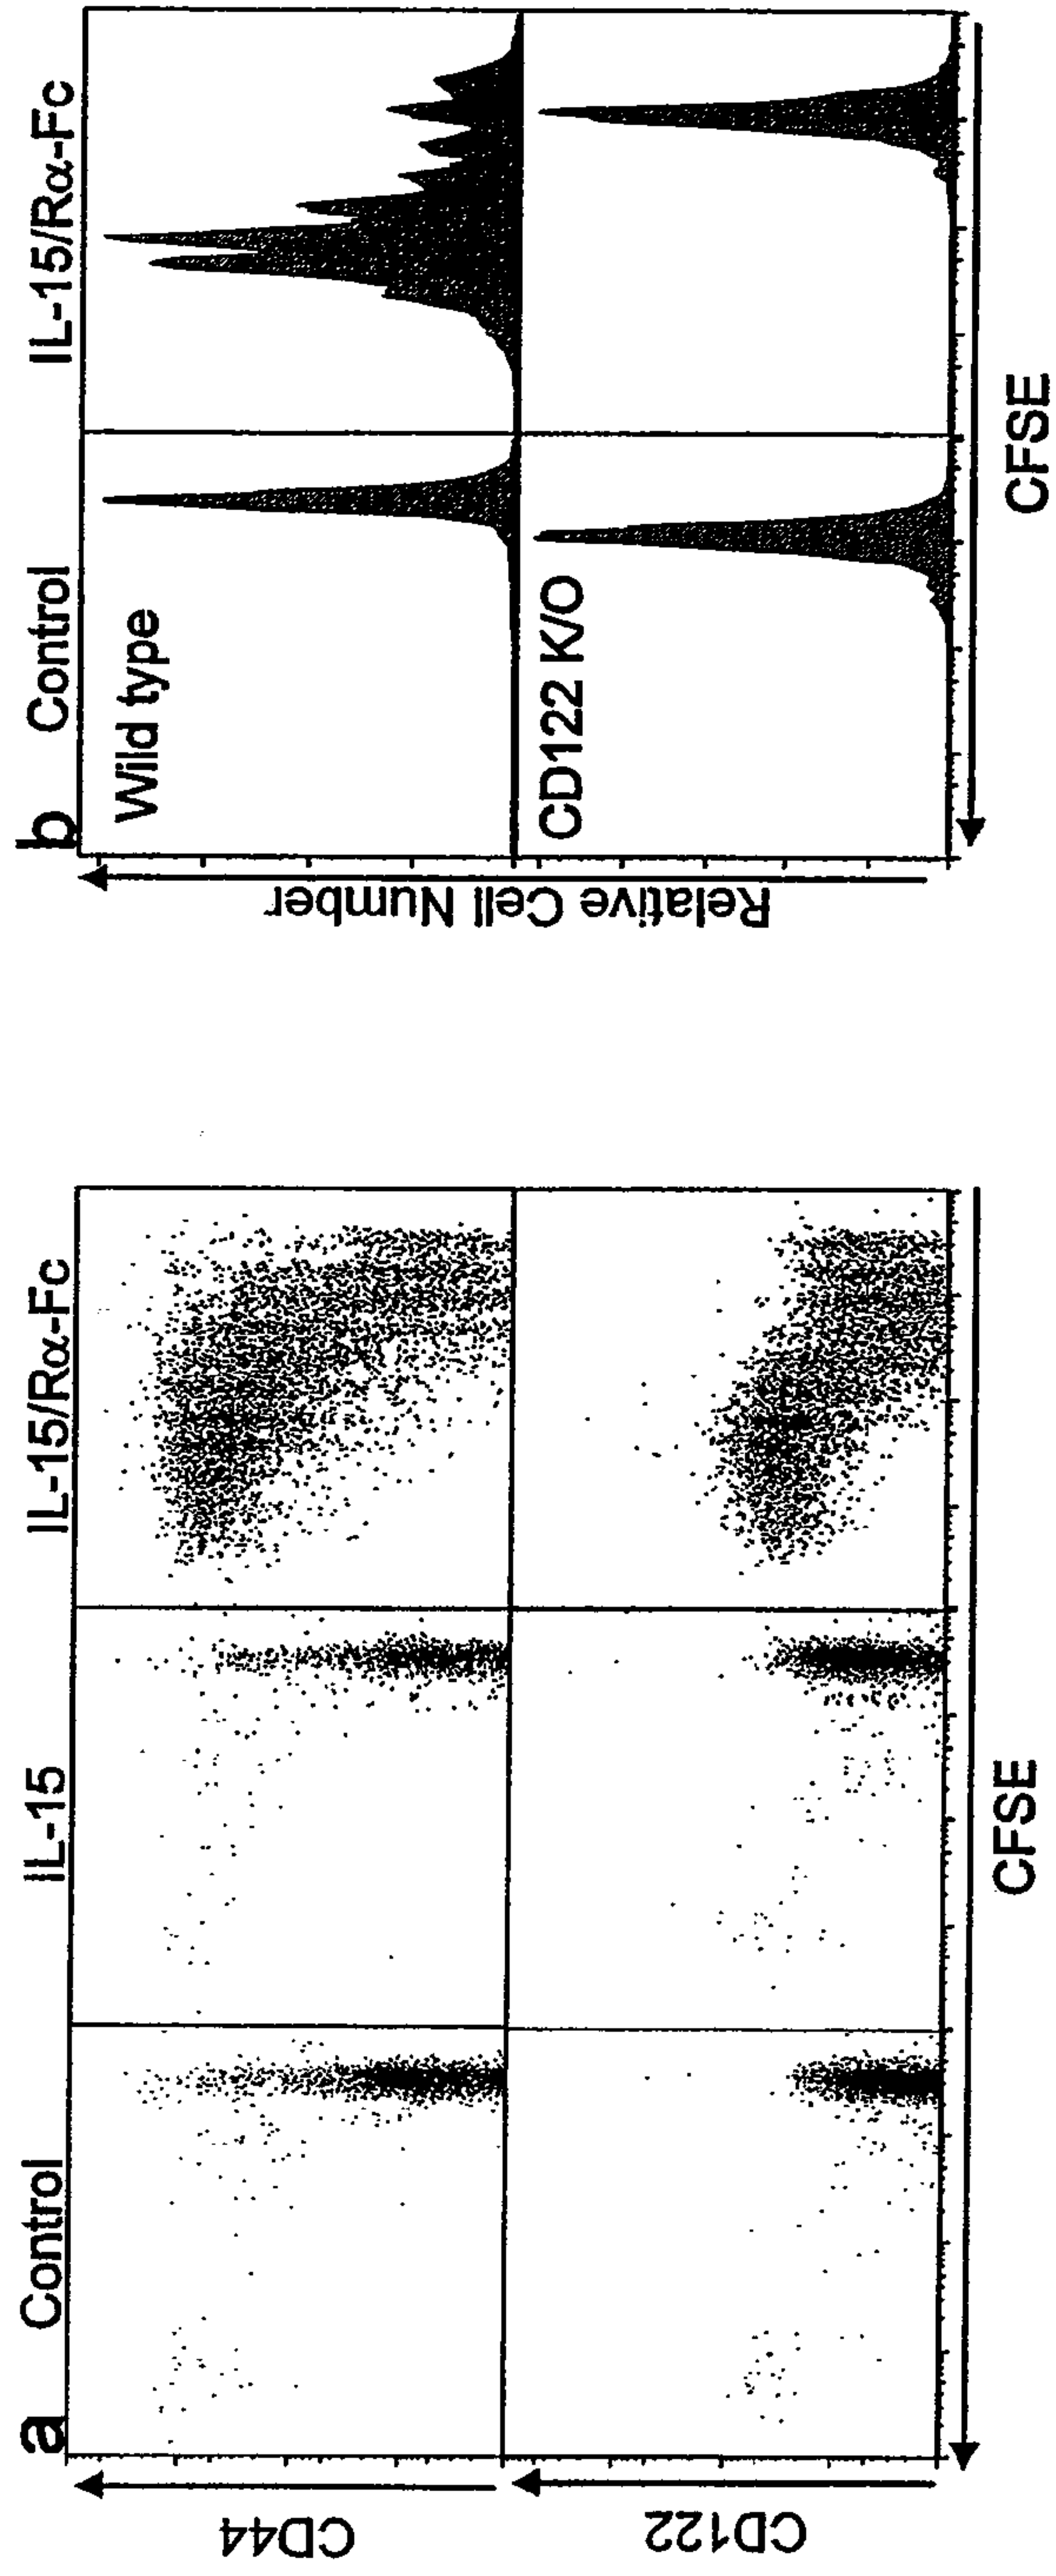 a
Control
IL-15
IL-15/Rα-Fc
CD44
CD122
CFSE
b
Control
IL-15/Rα-Fc
Wild type
CD122 K/O
Relative Cell Number
CFSE